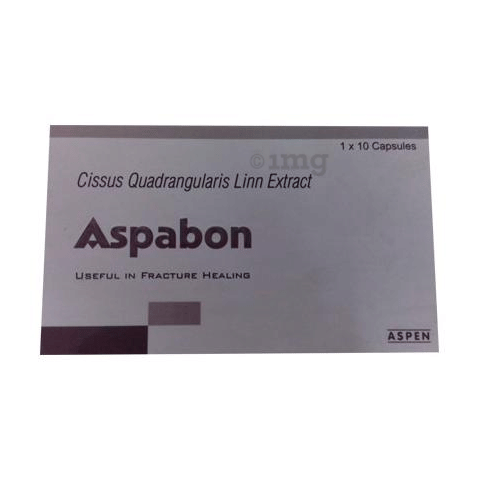 1 x 10 Capsules
© 1mg
Cissus Quadrangularis Linn Extract
Aspabon
USEFUL IN FRACTURE HEALING
ASPEN